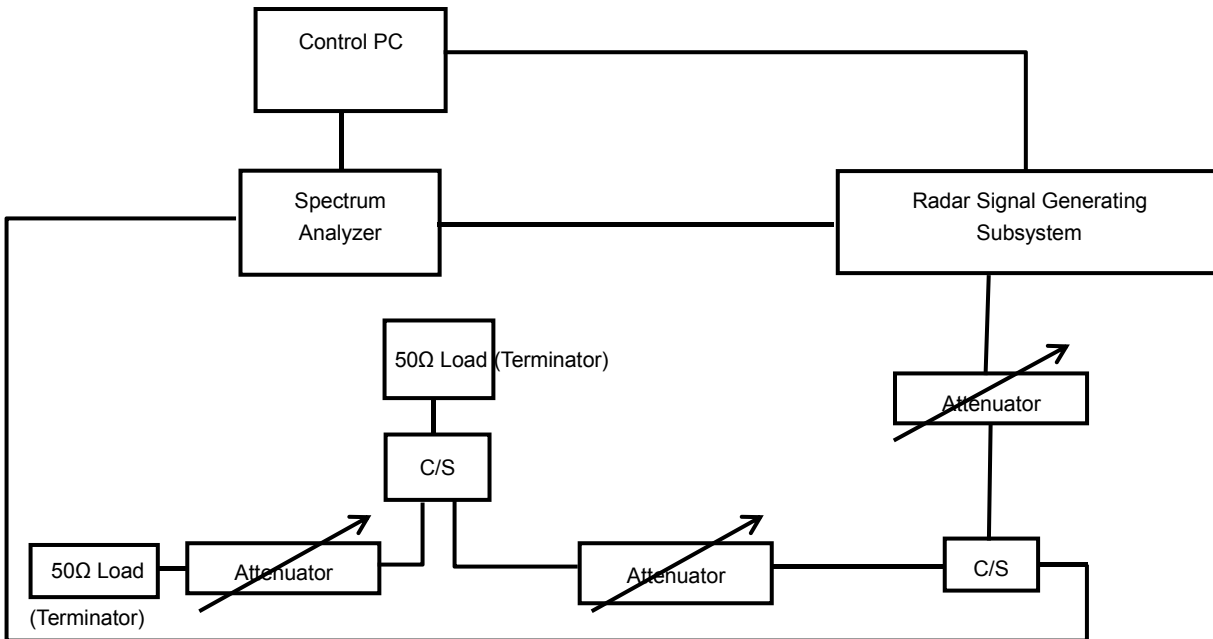 Control PC
Spectrum
Analyzer
Radar Signal Generating
Subsystem
50Ω Load (Terminator)
Attenuator
C/S
50Ω Load
(Terminator)
Attenuator
Attenuator
C/S